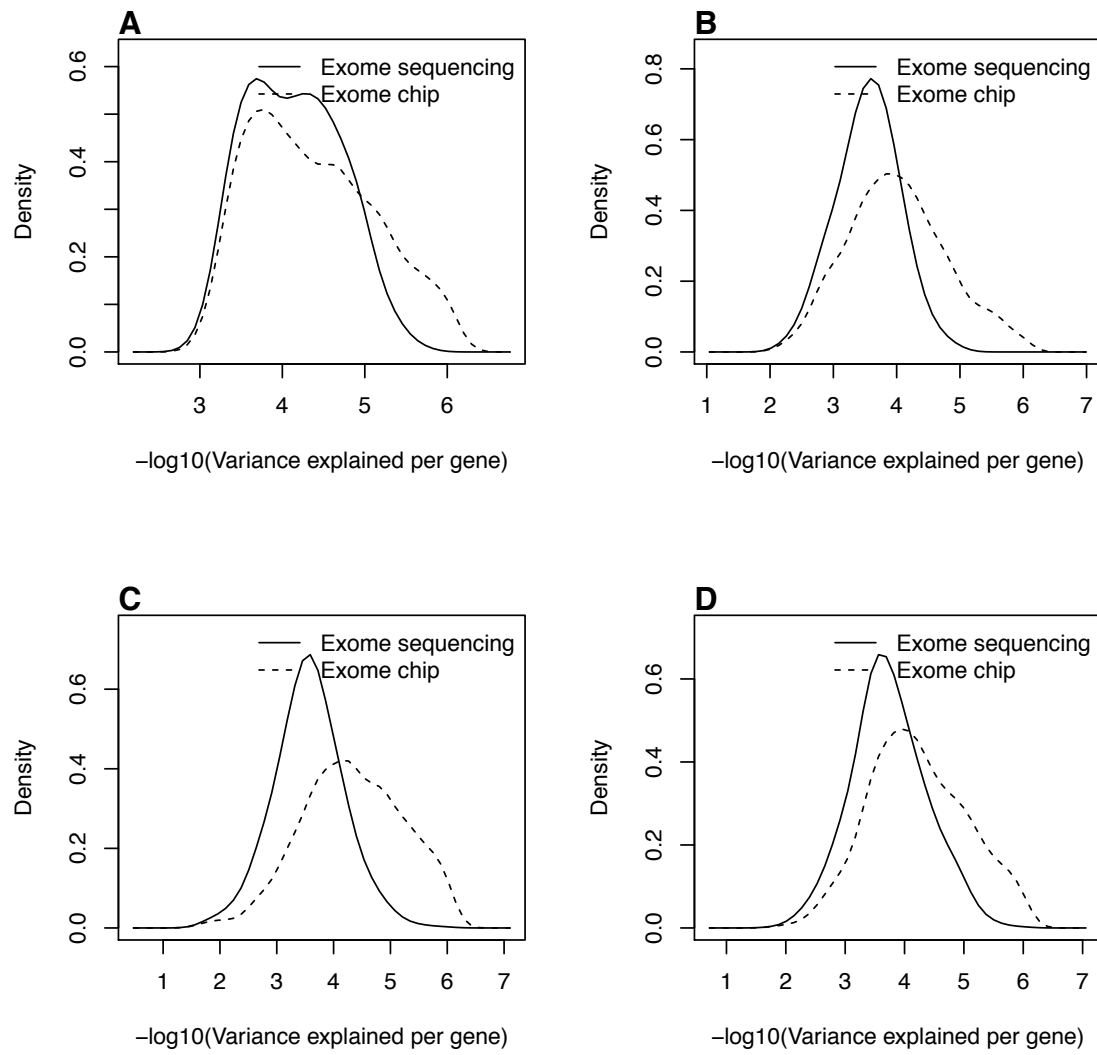 A
Exome sequencing
Exome chip
Density
0.0 0.2 0.4 0.6
3 4 5 6
−log10(Variance explained per gene)
B
Exome sequencing
Exome chip
Density
0.0 0.2 0.4 0.6 0.8
1 2 3 4 5 6 7
−log10(Variance explained per gene)
C
Exome sequencing
Exome chip
Density
0.0 0.2 0.4 0.6
1 2 3 4 5 6 7
−log10(Variance explained per gene)
D
Exome sequencing
Exome chip
Density
0.0 0.2 0.4 0.6
1 2 3 4 5 6 7
−log10(Variance explained per gene)